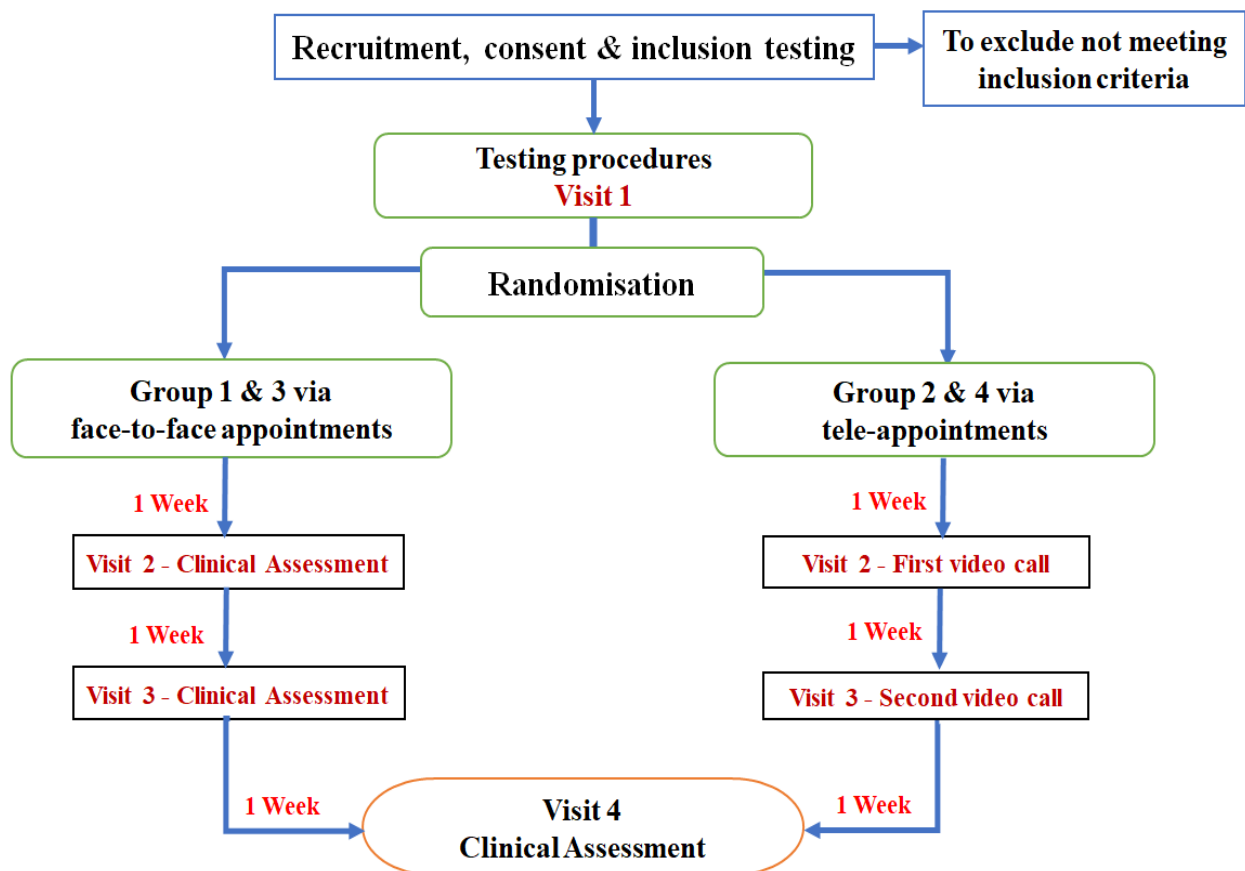 Recruitment, consent & inclusion testing
To exclude not meeting
inclusion criteria
Testing procedures
Visit 1
Randomisation
Group 1 & 3 via
face-to-face appointments
Group 2 & 4 via
tele-appointments
1 Week
1 Week
Visit 2 - Clinical Assessment
Visit 2 - First video call
1 Week
1 Week
Visit 3 - Clinical Assessment
Visit 3 - Second video call
1 Week
1 Week
Visit 4
Clinical Assessment